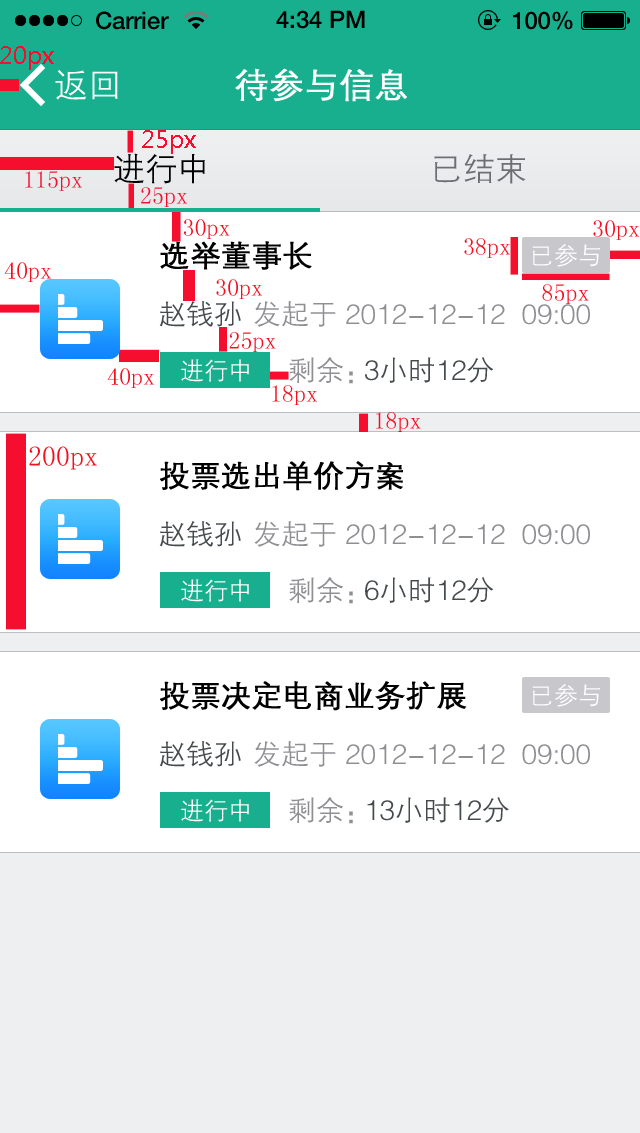 Carrier 4:34 PM 100%
20px
返回 待参与信息
25px
进行中 已结束
115px
25px
30px 30px
选举董事长 38px 已参与
40px
30px 85px
赵钱孙 发起于 2012-12-12 09:00
25px
进行中 剩余: 3小时12分
40px 18px
18px
200px
投票选出单价方案
赵钱孙 发起于 2012-12-12 09:00
进行中 剩余: 6小时12分
投票决定电商业务扩展 已参与
赵钱孙 发起于 2012-12-12 09:00
进行中 剩余: 13小时12分